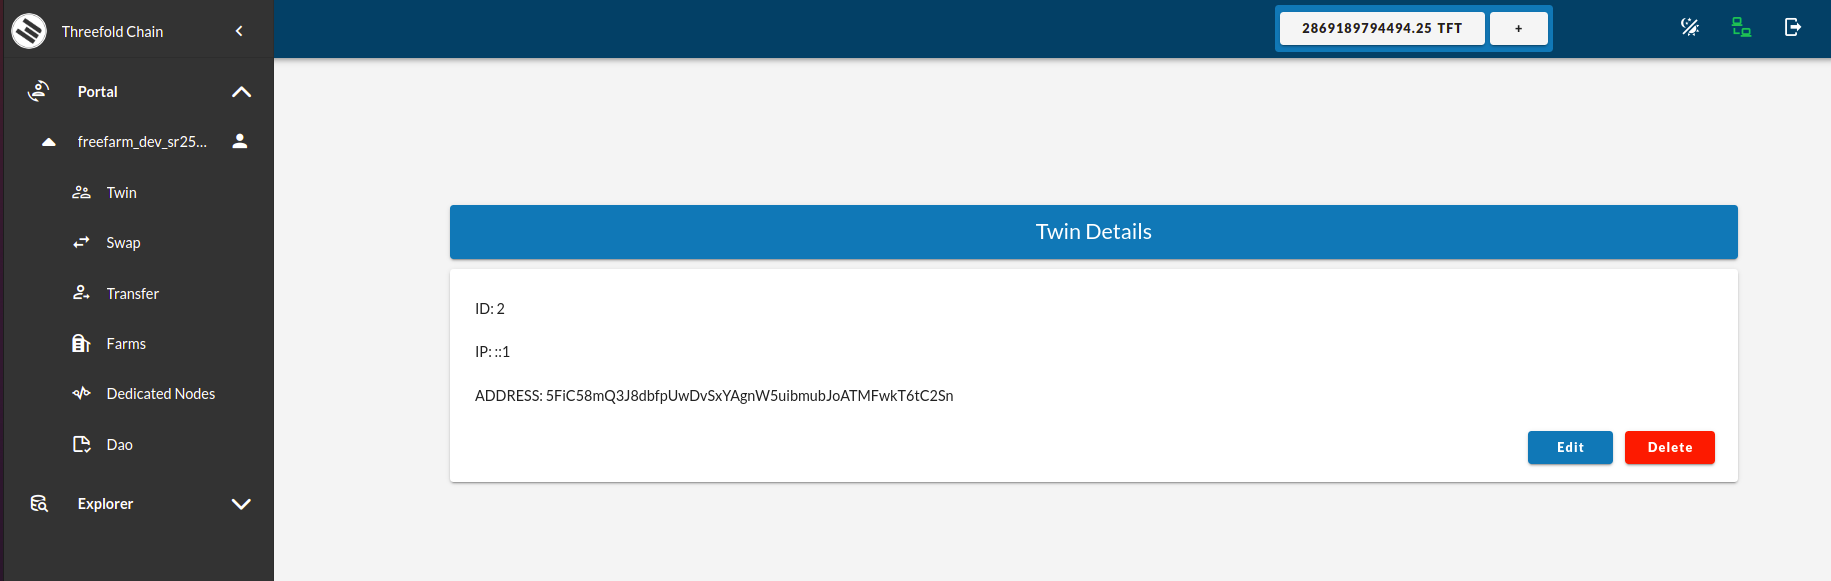 Threefold Chain
2869189794494.25 TFT
+
Portal
freefarm_dev_sr25...
Twin
Swap
Transfer
Farms
Dedicated Nodes
Dao
Explorer
Twin Details
ID: 2
IP: ::1
ADDRESS: 5FiC58mQ3J8dbfpUwDvSxYAgnW5uibmubJoATMFwkT6tC2Sn
Edit
Delete